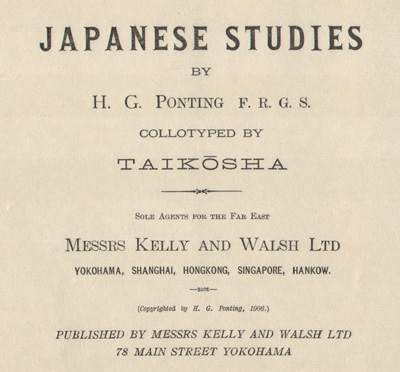 JAPANESE STUDIES
BY
H. G. PONTING F. R. G. S.
COLLOTYPED BY
TAIKŌSHA
SOLE AGENTS FOR THE FAR EAST
MESSRS KELLY AND WALSH LTD
YOKOHAMA, SHANGHAI, HONGKONG, SINGAPORE, HANKOW.
(Copyrighted by H. G. Ponting, 1906.)
PUBLISHED BY MESSRS KELLY AND WALSH LTD
78 MAIN STREET YOKOHAMA